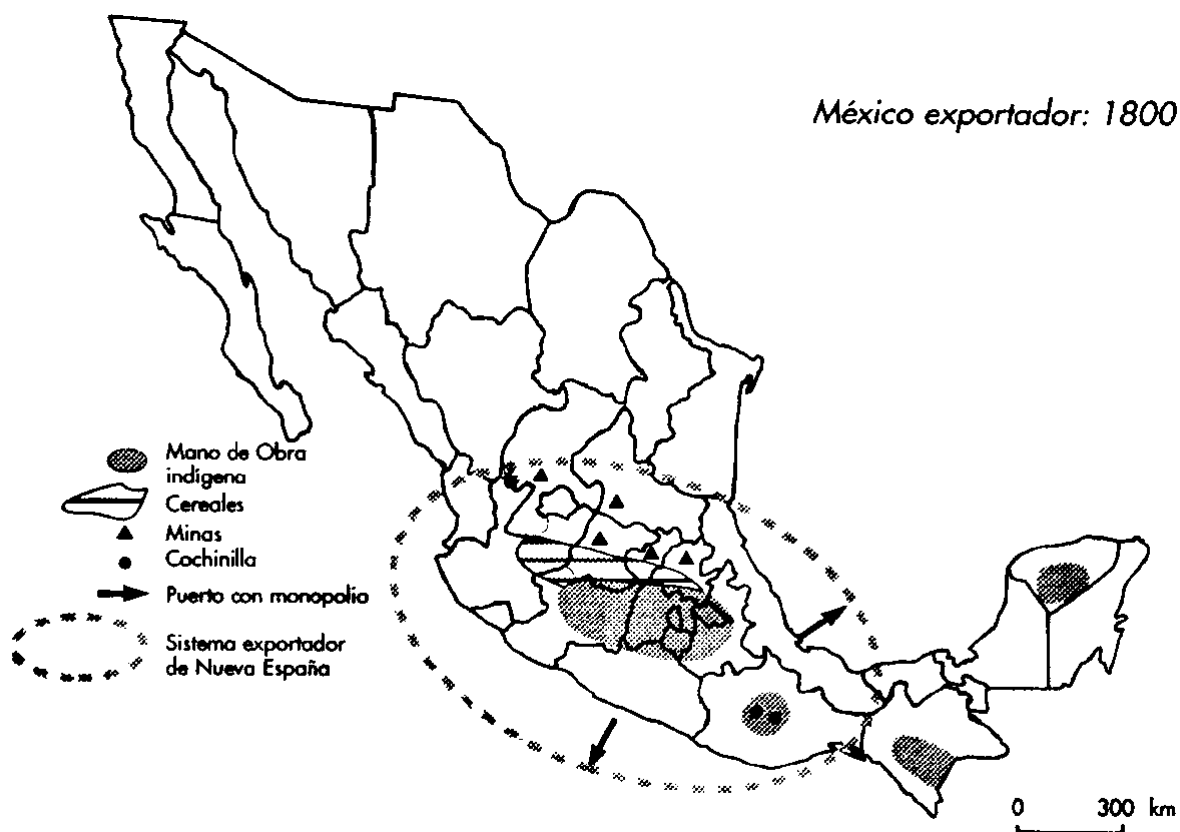 México exportador: 1800
Mano de Obra
indígena
Cereales
Minas
Cochinilla
Puerto con monopolio
Sistema exportador
de Nueva España
0 300 km